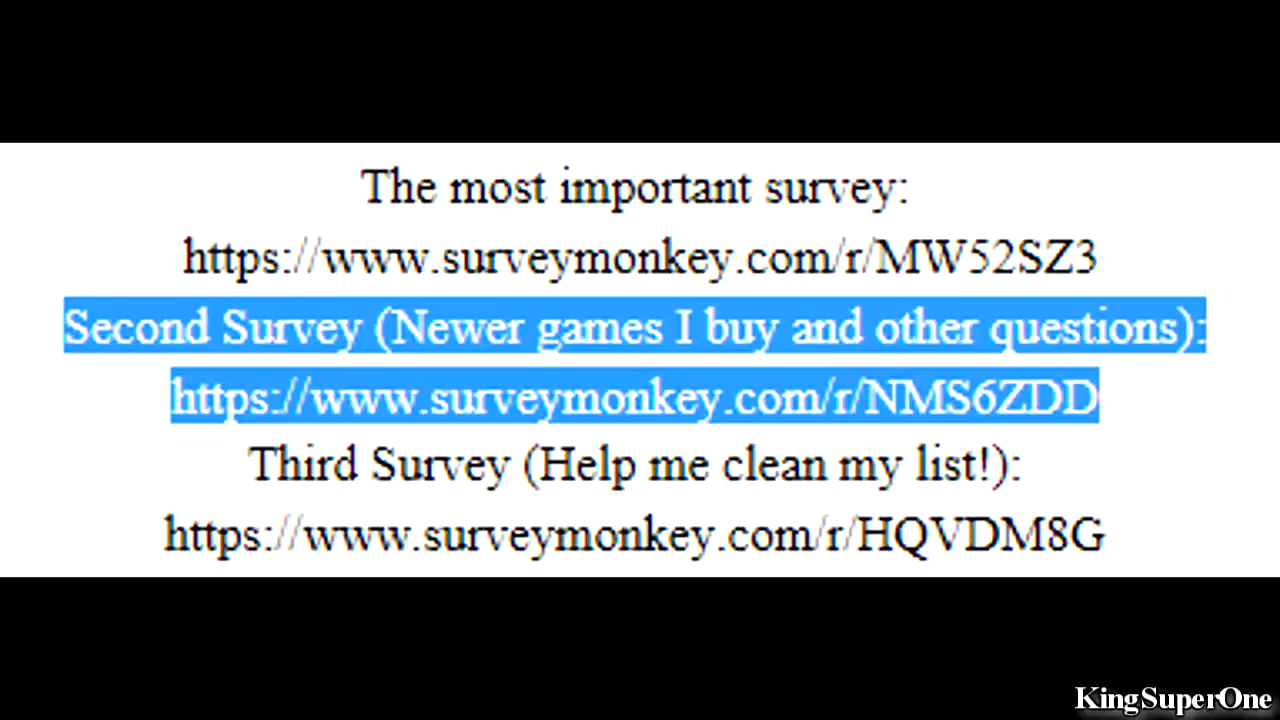 The most important survey:
https://www.surveymonkey.com/r/MW52SZ3
Second Survey (Newer games I buy and other questions):
https://www.surveymonkey.com/r/NMS6ZDD
Third Survey (Help me clean my list!):
https://www.surveymonkey.com/r/HQVDM8G
KingSuperOne